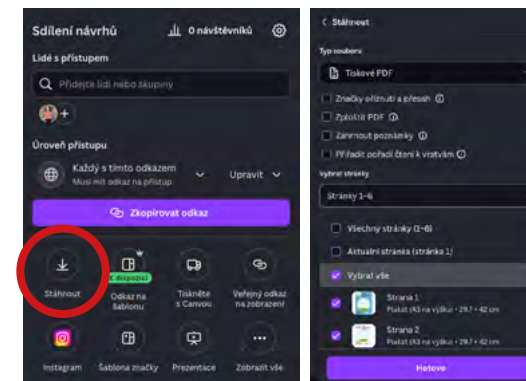 Sdílení návrhů
0 návštěvníků
Lidé s přístupem
Přidejte lidi nebo skupiny
+
Úroveň přístupu
Každý s tímto odkazem
Musí mít odkaz na přístup
Upravit
Zkopírovat odkaz
Stáhnout
K dispozici
Odkaz na
šablonu
Tiskněte
s Canvou
Veřejný odkaz
na zobrazení
Instagram
Šablona značky
Prezentace
Zobrazit vše
Stáhnout
Typ souboru
Tiskové PDF
Značky oříznutí a přesah
Zploštit PDF
Zahrnout poznámky
Přiřadit pořadí čtení k vrstvám
Vybrat stránky
Stránky 1-6
Všechny stránky (1-6)
Aktuální stránka (stránka 1)
Vybrat vše
Strana 1
Plakát (A3 na výšku) • 29.7 × 42 cm
Strana 2
Plakát (A3 na výšku) • 29.7 × 42 cm
Hotovo